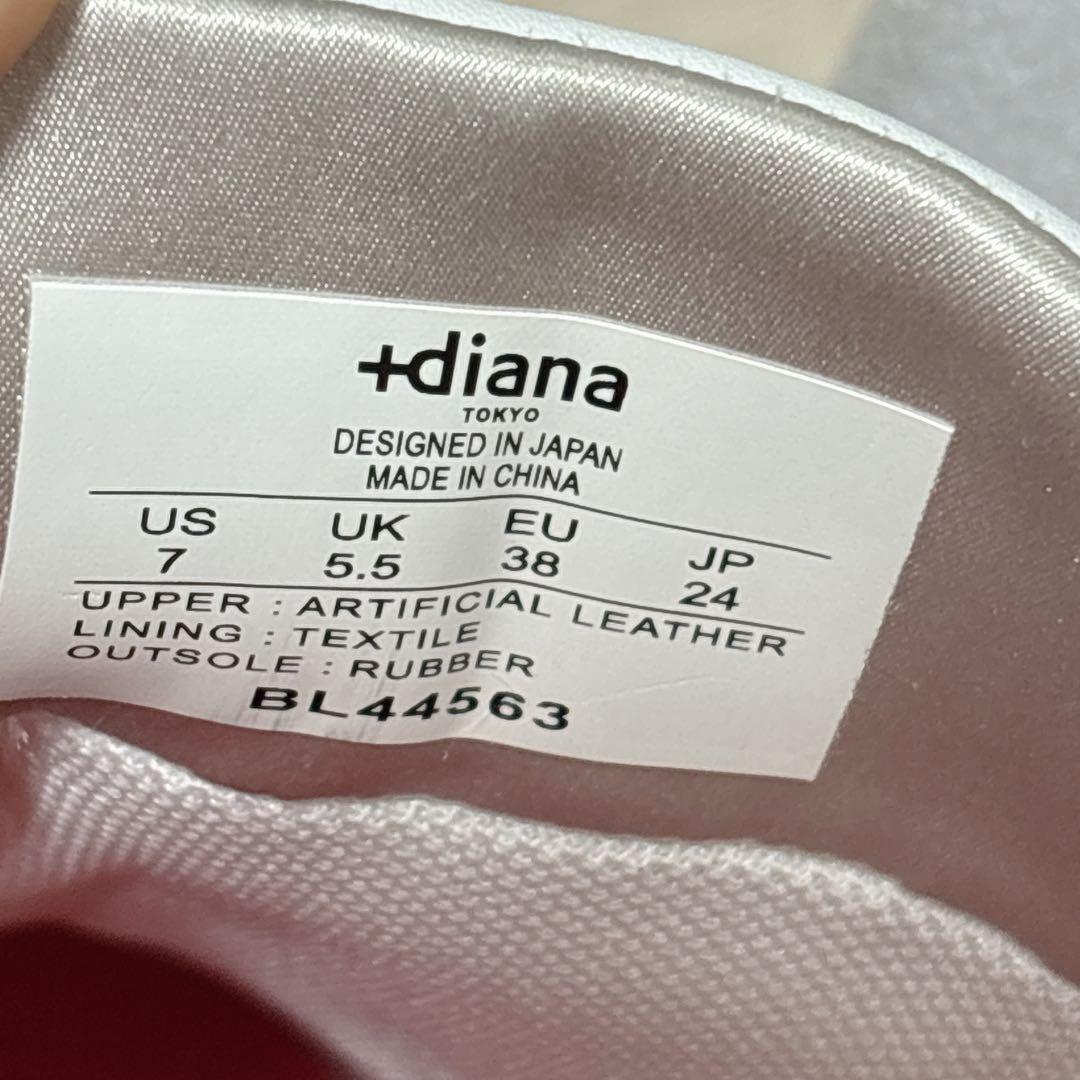 +diana
TOKYO
DESIGNED IN JAPAN
MADE IN CHINA
US UK EU JP
7 5.5 38 24
UPPER : ARTIFICIAL LEATHER
LINING : TEXTILE
OUTSOLE : RUBBER
BL44563